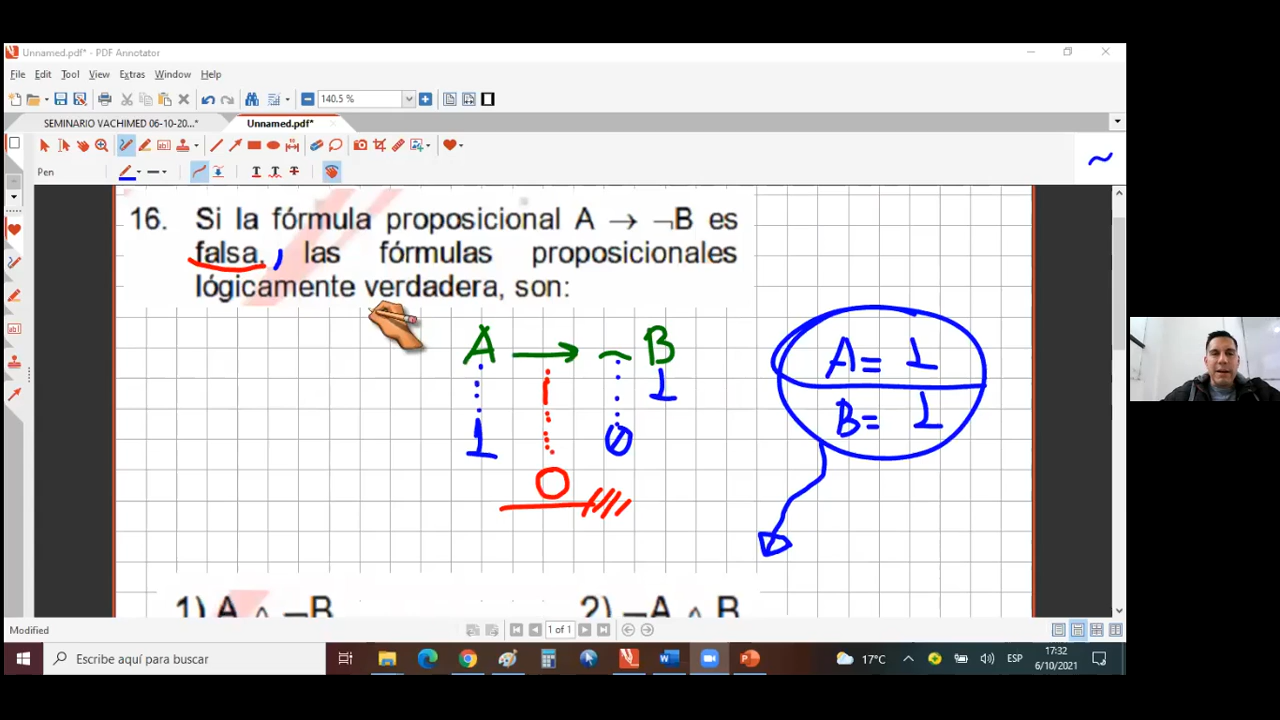 Unnamed.pdf* - PDF Annotator
File Edit Tool View Extras Window Help
140.5 %
SEMINARIO VACHIMED 06-10-20...* Unnamed.pdf*
Pen
~
16. Si la fórmula proposicional A → ¬B es
falsa, las fórmulas proposicionales
lógicamente verdadera, son:
A → ~ B
1
1 0
0
A = 1
B = 1
1) A ∧ ¬B 2) ¬A ∧ B
Modified 1 of 1
Escribe aquí para buscar 17°C ESP 17:32
6/10/2021